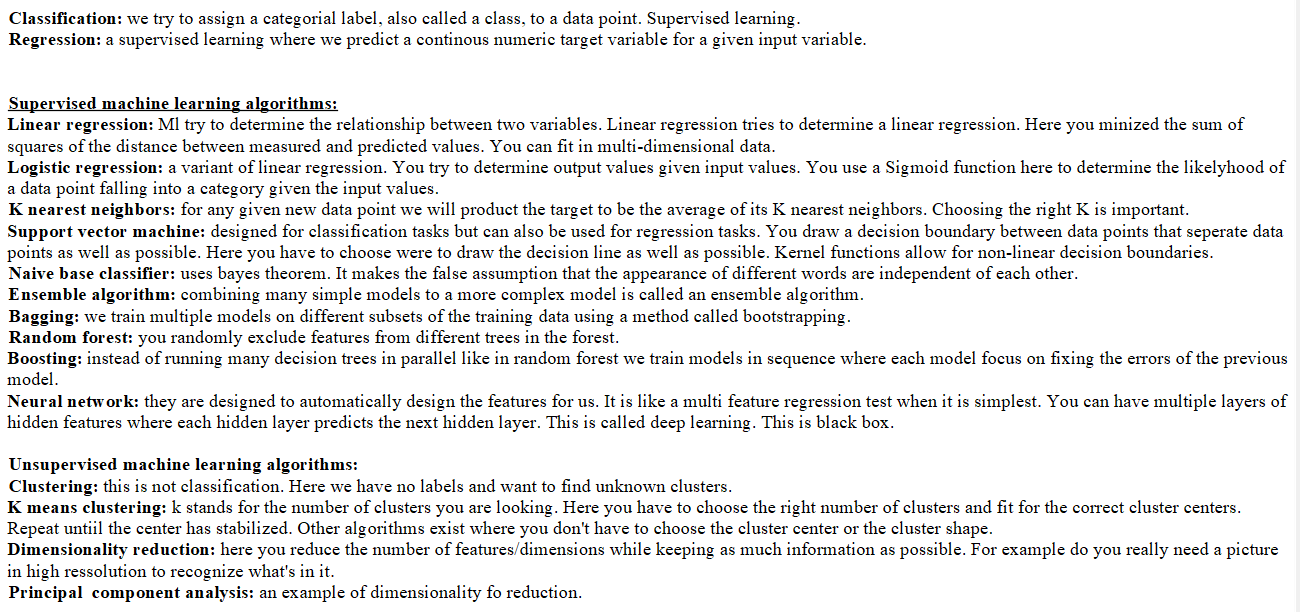 Classification: we try to assign a categorial label, also called a class, to a data point. Supervised learning.
Regression: a supervised learning where we predict a continous numeric target variable for a given input variable.
Supervised machine learning algorithms:
Linear regression: Ml try to determine the relationship between two variables. Linear regression tries to determine a linear regression. Here you minized the sum of
squares of the distance between measured and predicted values. You can fit in multi-dimensional data.
Logistic regression: a variant of linear regression. You try to determine output values given input values. You use a Sigmoid function here to determine the likelyhood of
a data point falling into a category given the input values.
K nearest neighbors: for any given new data point we will product the target to be the average of its K nearest neighbors. Choosing the right K is important.
Support vector machine: designed for classification tasks but can also be used for regression tasks. You draw a decision boundary between data points that seperate data
points as well as possible. Here you have to choose were to draw the decision line as well as possible. Kernel functions allow for non-linear decision boundaries.
Naive base classifier: uses bayes theorem. It makes the false assumption that the appearance of different words are independent of each other.
Ensemble algorithm: combining many simple models to a more complex model is called an ensemble algorithm.
Bagging: we train multiple models on different subsets of the training data using a method called bootstrapping.
Random forest: you randomly exclude features from different trees in the forest.
Boosting: instead of running many decision trees in parallel like in random forest we train models in sequence where each model focus on fixing the errors of the previous
model.
Neural network: they are designed to automatically design the features for us. It is like a multi feature regression test when it is simplest. You can have multiple layers of
hidden features where each hidden layer predicts the next hidden layer. This is called deep learning. This is black box.
Unsupervised machine learning algorithms:
Clustering: this is not classification. Here we have no labels and want to find unknown clusters.
K means clustering: k stands for the number of clusters you are looking. Here you have to choose the right number of clusters and fit for the correct cluster centers.
Repeat untiil the center has stabilized. Other algorithms exist where you don't have to choose the cluster center or the cluster shape.
Dimensionality reduction: here you reduce the number of features/dimensions while keeping as much information as possible. For example do you really need a picture
in high ressolution to recognize what's in it.
Principal component analysis: an example of dimensionality fo reduction.